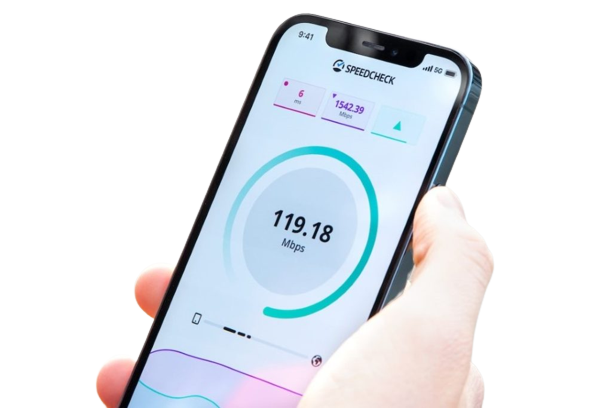 9:41
5G
SPEEDCHECK
6
ms
1542.39
Mbps
119.18
Mbps